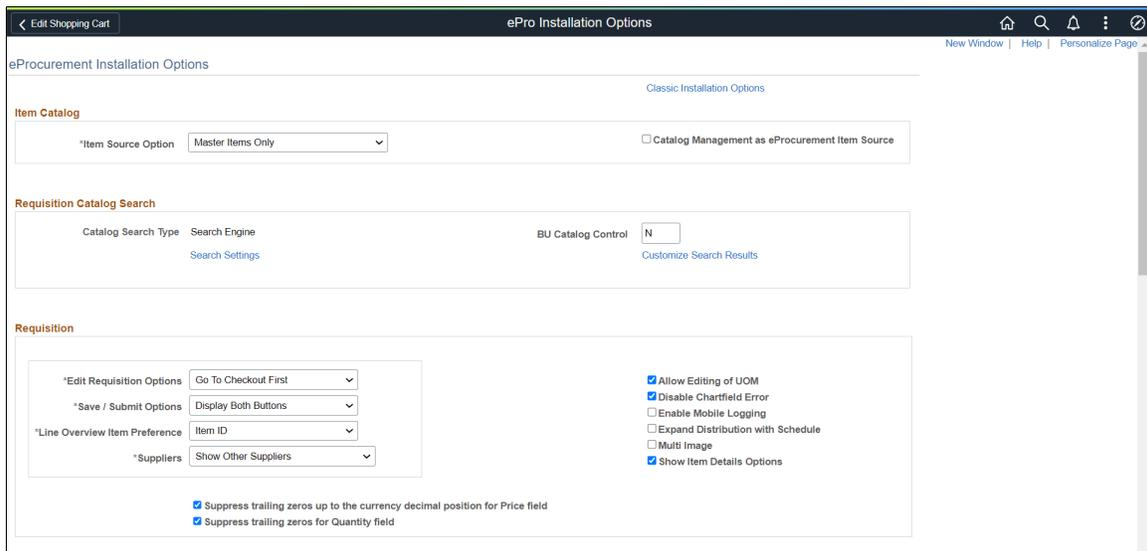 Edit Shopping Cart
ePro Installation Options
New Window | Help | Personalize Page
eProcurement Installation Options
Classic Installation Options
Item Catalog
*Item Source Option Master Items Only
Catalog Management as eProcurement Item Source
Requisition Catalog Search
Catalog Search Type Search Engine
BU Catalog Control N
Search Settings
Customize Search Results
Requisition
*Edit Requisition Options Go To Checkout First
*Save / Submit Options Display Both Buttons
*Line Overview Item Preference Item ID
*Suppliers Show Other Suppliers
Allow Editing of UOM
Disable Chartfield Error
Enable Mobile Logging
Expand Distribution with Schedule
Multi Image
Show Item Details Options
Suppress trailing zeros up to the currency decimal position for Price field
Suppress trailing zeros for Quantity field